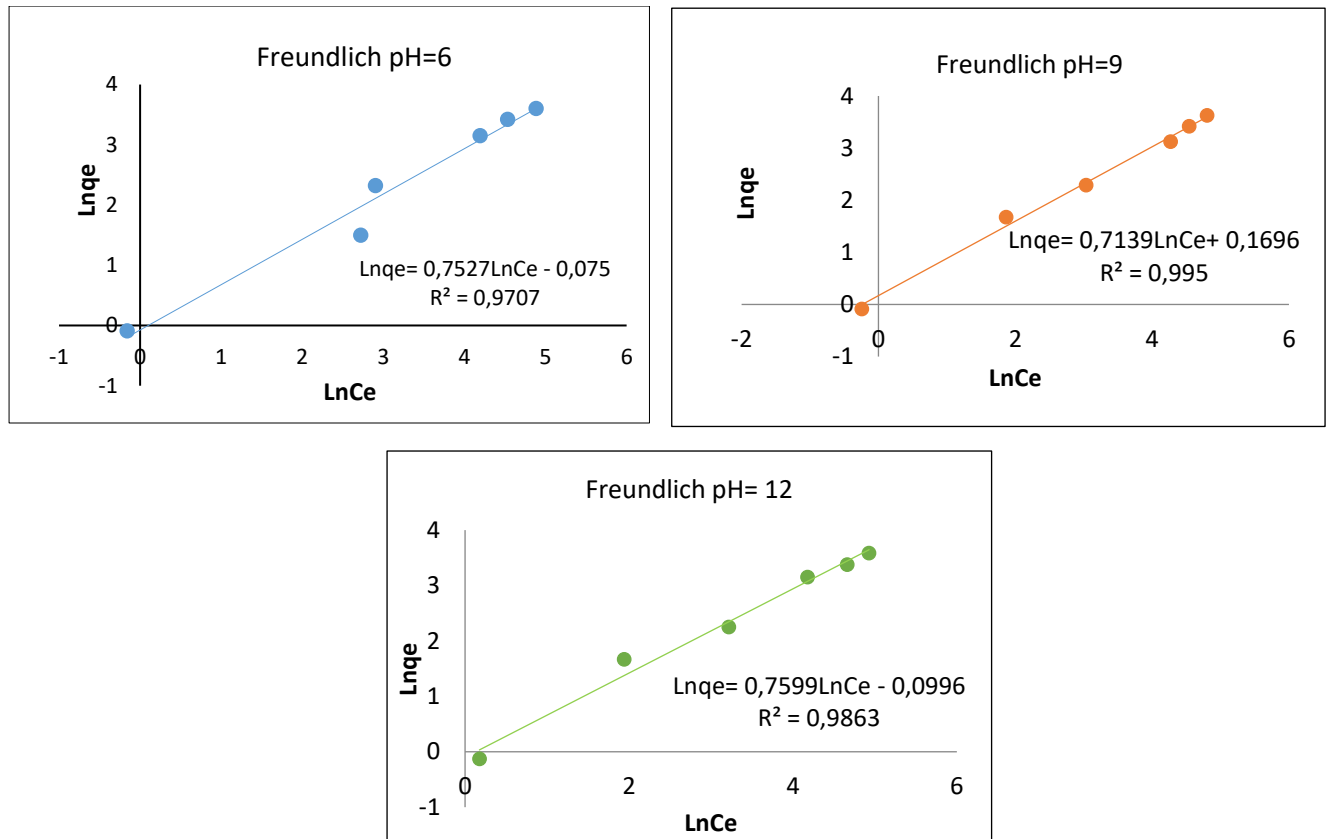 Freundlich pH=6
4
3
2
1
0
-1
-1
0
1
2
3
4
5
6
Lnqe
LnCe
Lnqe= 0,7527LnCe - 0,075
R² = 0,9707
Freundlich pH=9
4
3
2
1
0
-1
-2
0
2
4
6
Lnqe
LnCe
Lnqe= 0,7139LnCe+ 0,1696
R² = 0,995
Freundlich pH= 12
4
3
2
1
0
-1
0
2
4
6
Lnqe
LnCe
Lnqe= 0,7599LnCe - 0,0996
R² = 0,9863